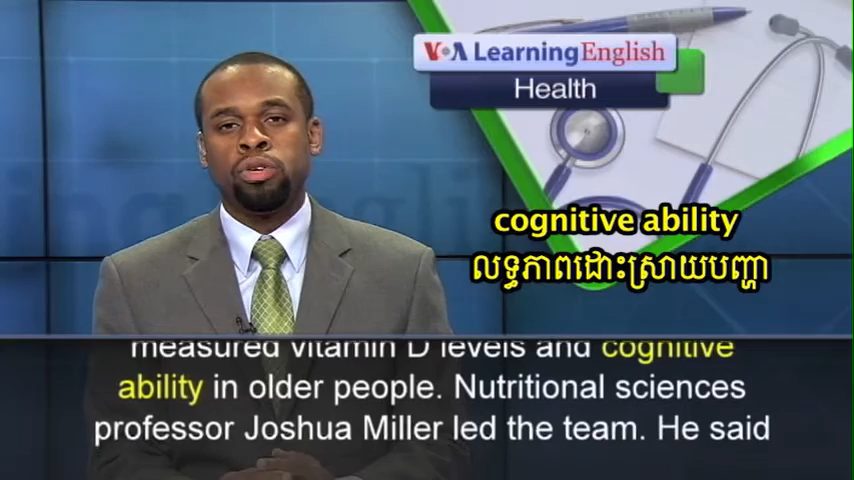 VOA Learning English
Health
cognitive ability
លទ្ធភាពដោះស្រាយបញ្ហា
measured vitamin D levels and cognitive
ability in older people. Nutritional sciences
professor Joshua Miller led the team. He said